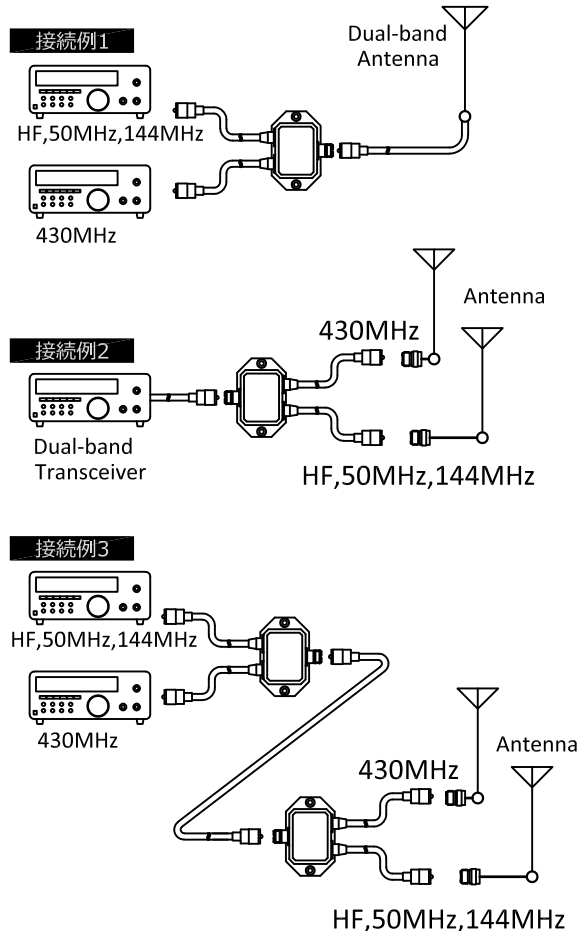 接続例1
Dual-band
Antenna
HF,50MHz,144MHz
430MHz
接続例2
Antenna
430MHz
Dual-band
Transceiver
HF,50MHz,144MHz
接続例3
HF,50MHz,144MHz
430MHz
Antenna
430MHz
HF,50MHz,144MHz